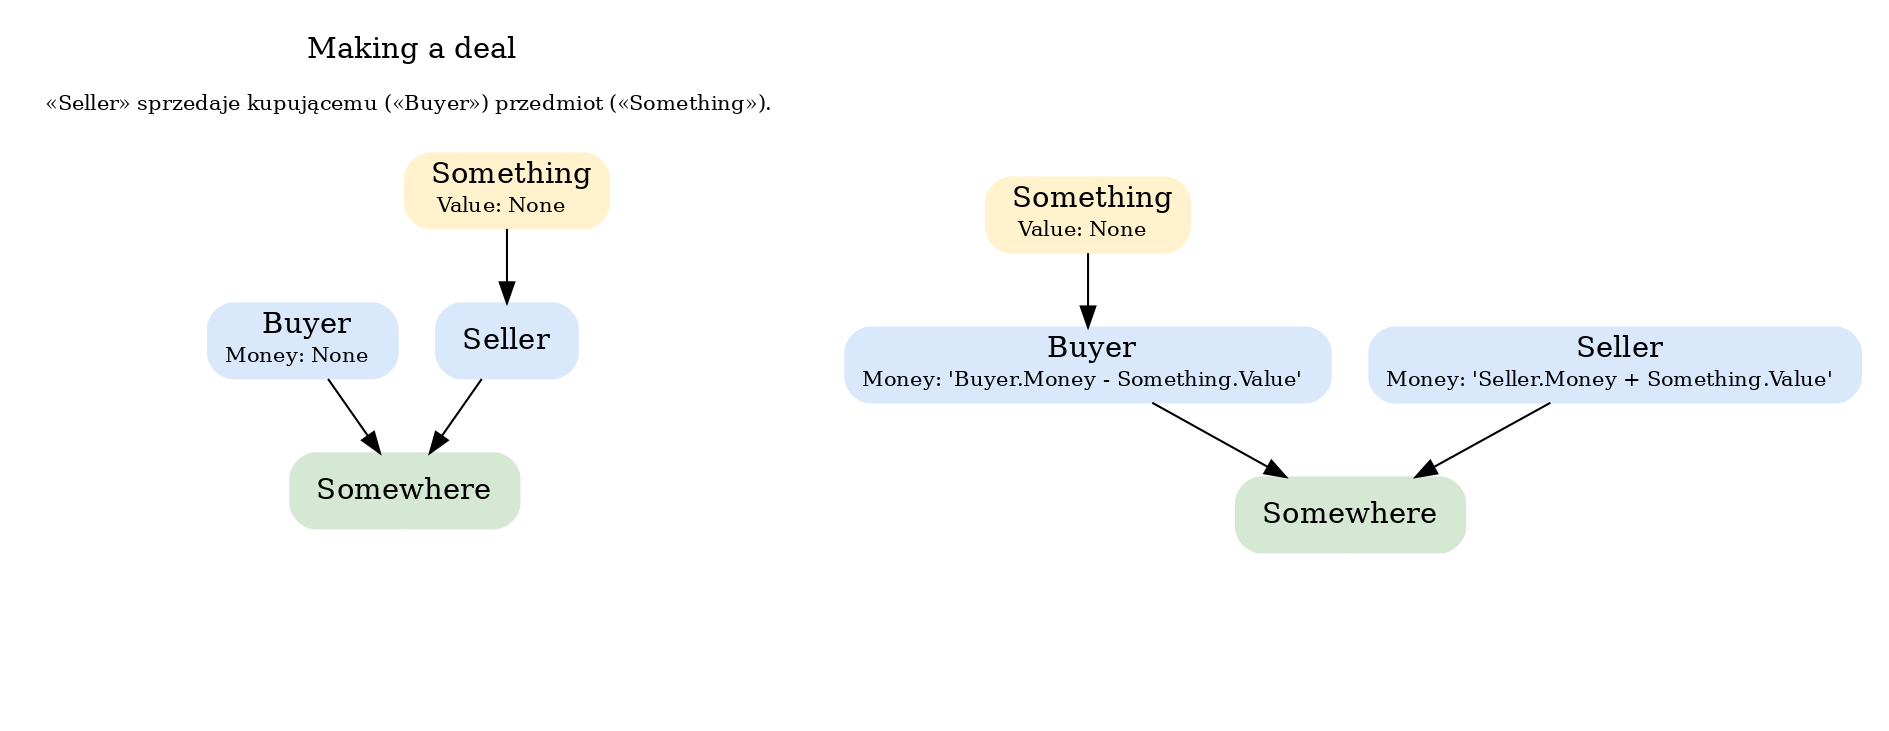 Making a deal
«Seller» sprzedaje kupującemu («Buyer») przedmiot («Something»).
Something
Value: None
Buyer
Money: None
Seller
Somewhere
Something
Value: None
Buyer
Money: 'Buyer.Money - Something.Value'
Seller
Money: 'Seller.Money + Something.Value'
Somewhere